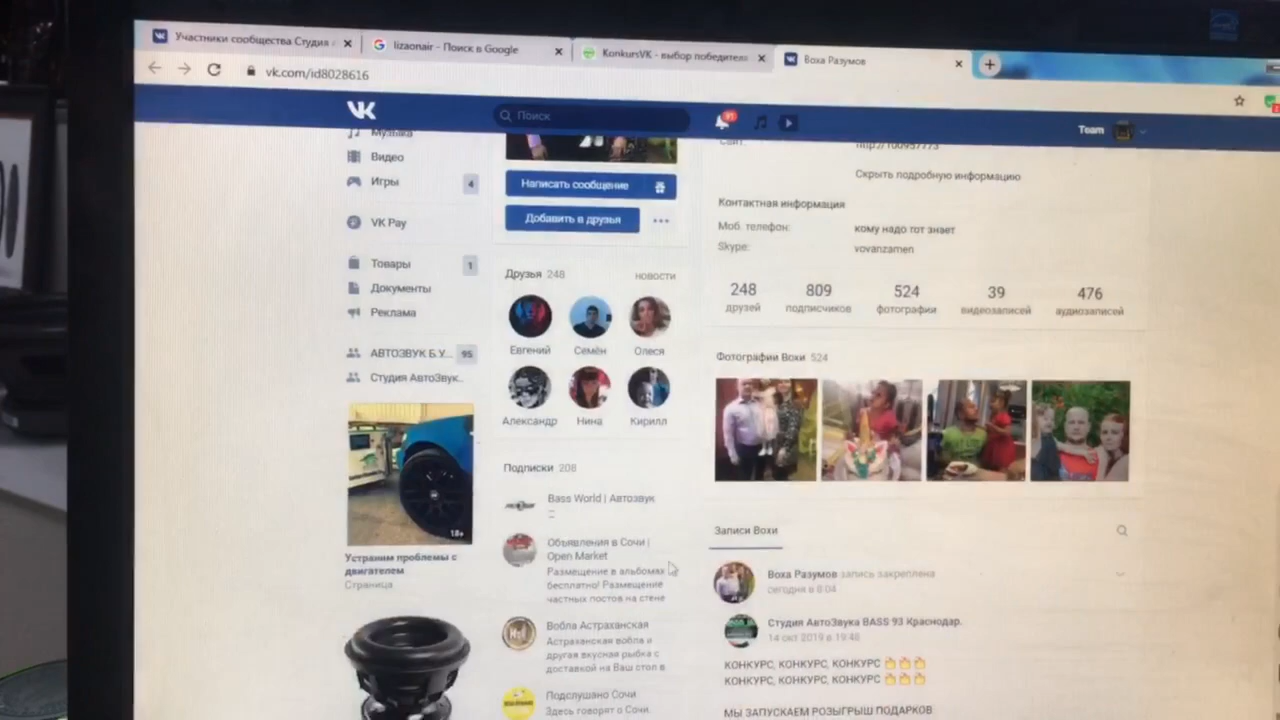 Участники сообщества Студия
lizaonair - Поиск в Google
KonkursVK - выбор победителя
Воха Разумов
vk.com/id8028616
Поиск
91
Team
Музыка
Видео
Игры 4
VK Pay
Товары 1
Документы
Реклама
АВТОЗВУК Б.У... 95
Студия АвтоЗвук..
18+
Устраним проблемы с
двигателем
Страница
Написать сообщение
Добавить в друзья
Друзья 248 новости
Евгений Семён Олеся
Александр Нина Кирилл
Подписки 208
Bass World | Автозвук
Объявления в Сочи |
Open Market
Размещение в альбомах
бесплатно! Размещение
частных постов на стене
Вобла Астраханская
Астраханская вобла и
другая вкусная рыбка с
доставкой на Ваш стол в
Подслушано Сочи
Здесь говорят о Сочи.
Сайт: http://100957773
Скрыть подробную информацию
Контактная информация
Моб. телефон: кому надо тот знает
Skype: vovanzamen
248 809 524 39 476
друзей подписчиков фотографии видеозаписей аудиозаписей
Фотографии Вохи 524
Записи Вохи
Воха Разумов запись закреплена
сегодня в 8:04
Студия АвтоЗвука BASS 93 Краснодар.
14 окт 2019 в 19:48
КОНКУРС, КОНКУРС, КОНКУРС
КОНКУРС, КОНКУРС, КОНКУРС
МЫ ЗАПУСКАЕМ РОЗЫГРЫШ ПОДАРКОВ